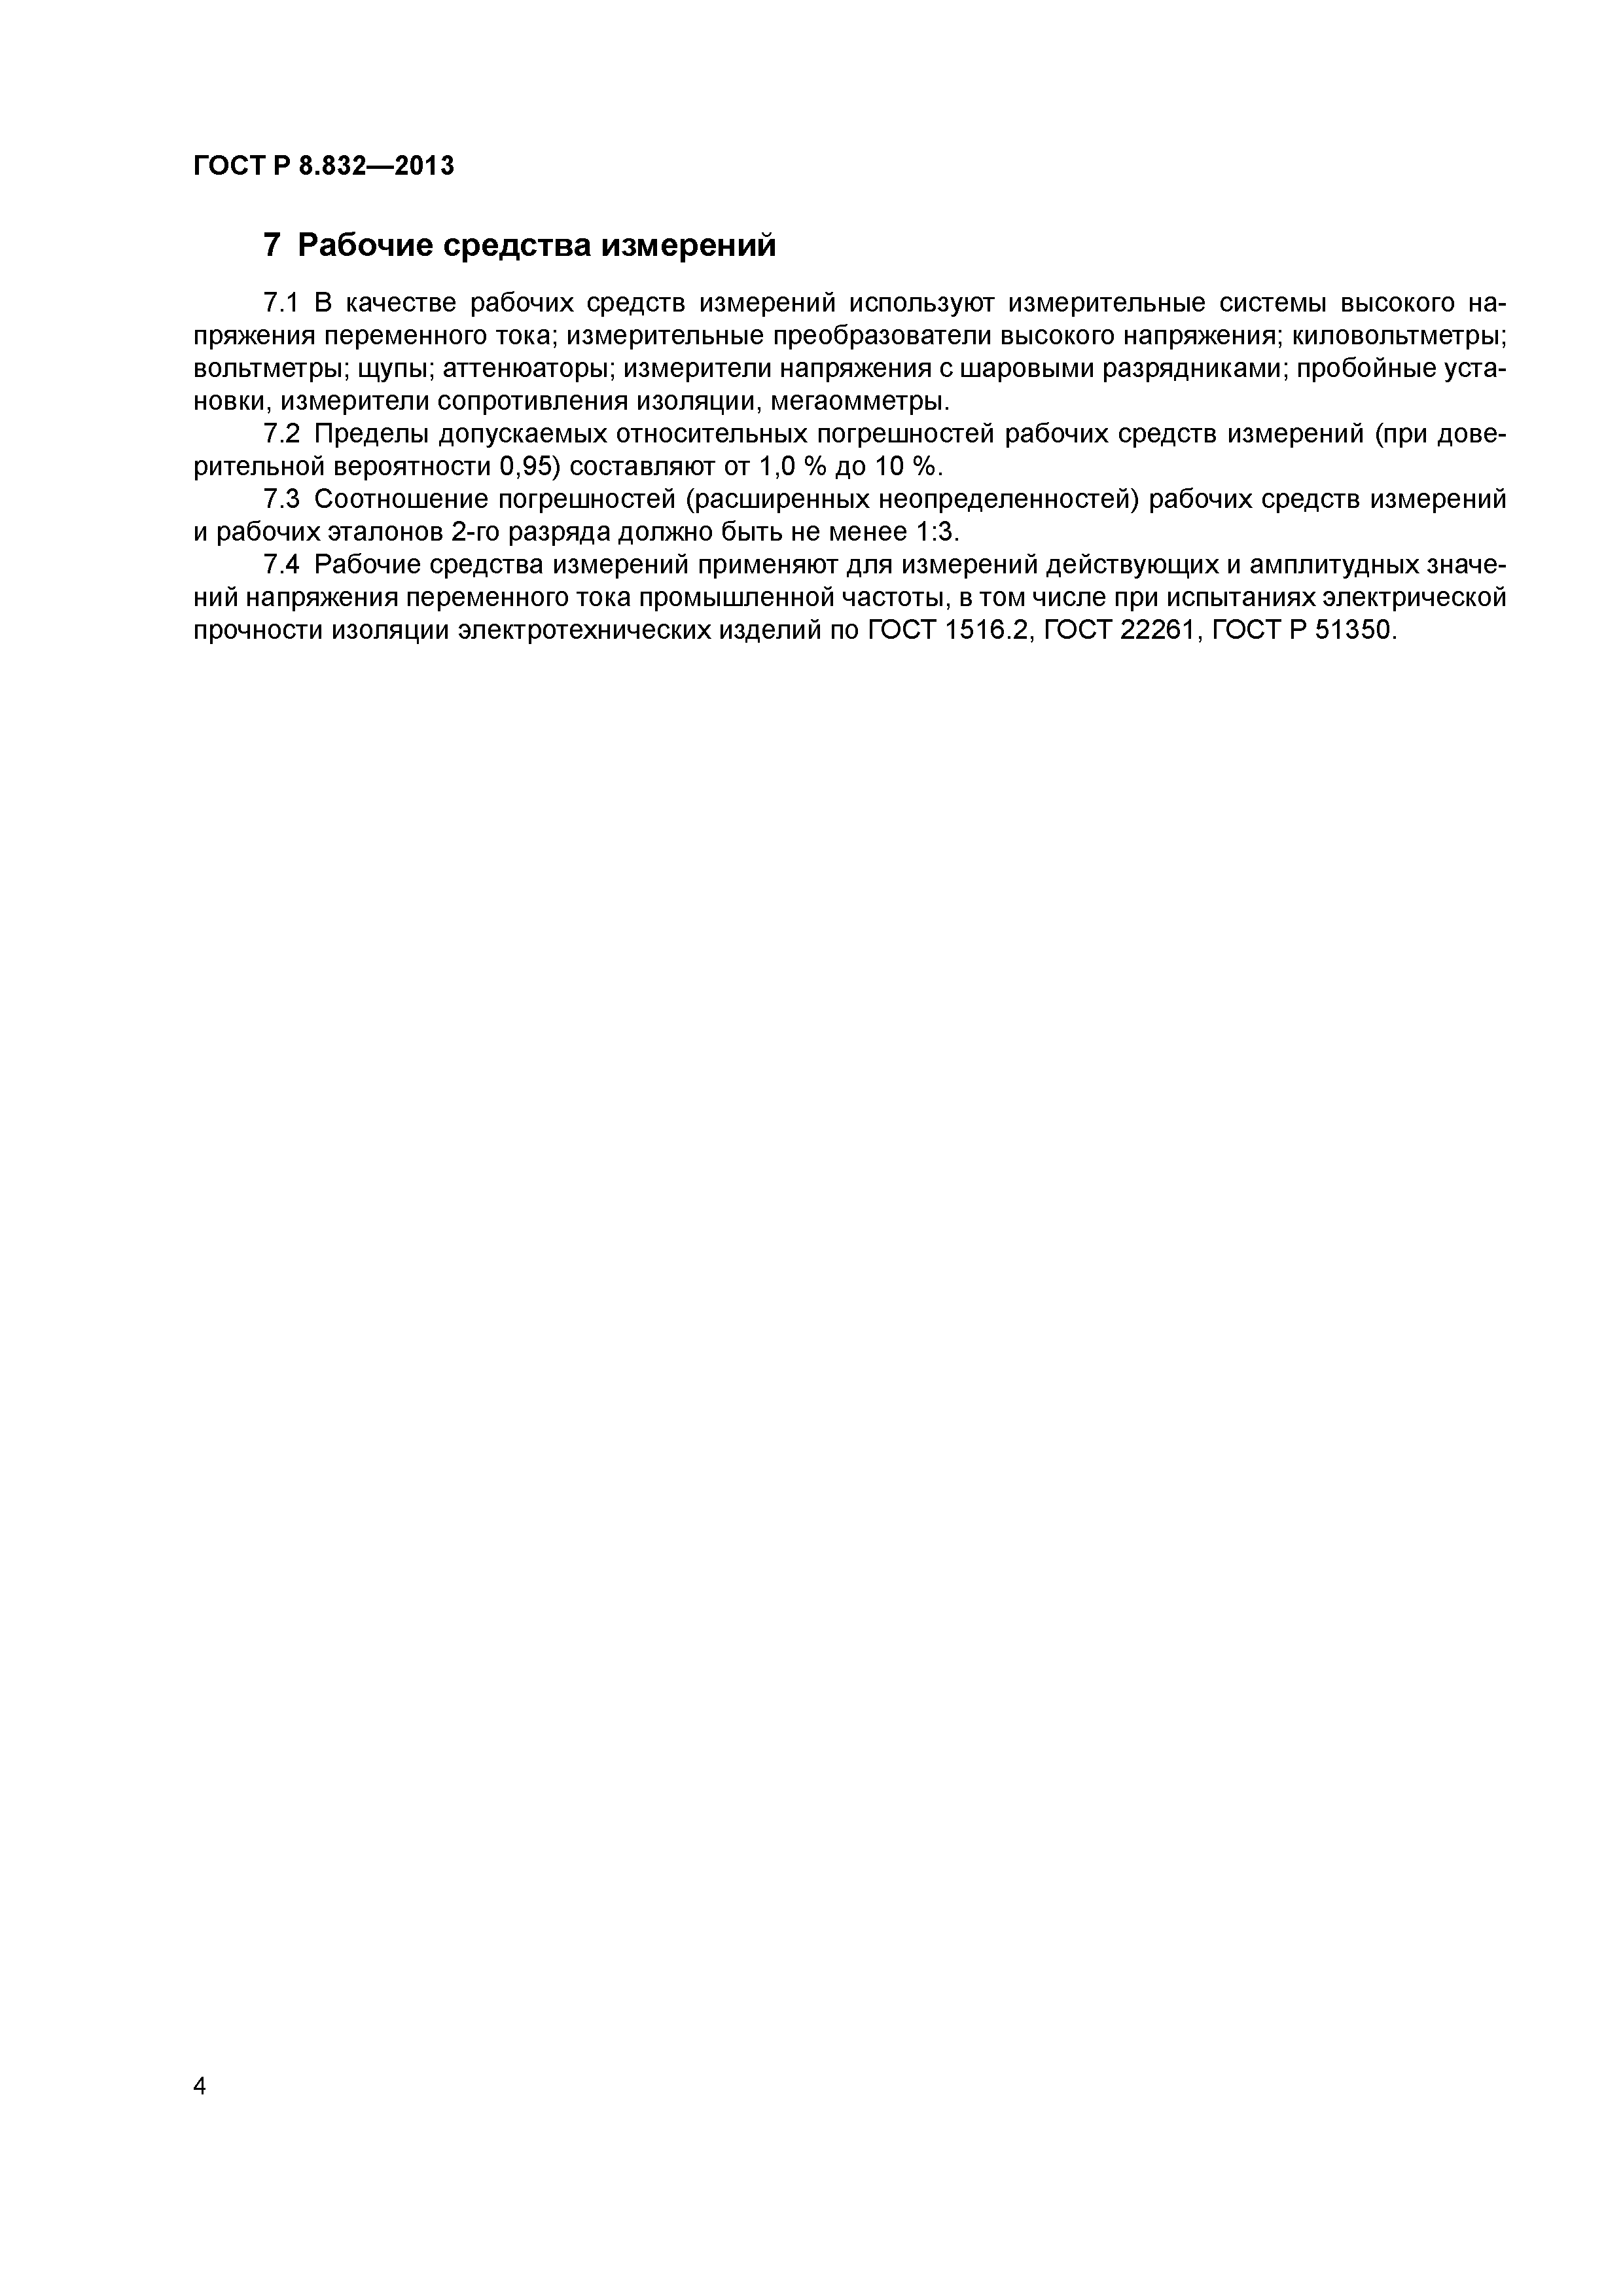 ГОСТ Р 8.832—2013
7 Рабочие средства измерений
7.1 В качестве рабочих средств измерений используют измерительные системы высокого на-
пряжения переменного тока; измерительные преобразователи высокого напряжения; киловольтметры;
вольтметры; щупы; аттенюаторы; измерители напряжения с шаровыми разрядниками; пробойные уста-
новки, измерители сопротивления изоляции, мегаомметры.
7.2 Пределы допускаемых относительных погрешностей рабочих средств измерений (при дове-
рительной вероятности 0,95) составляют от 1,0 % до 10 %.
7.3 Соотношение погрешностей (расширенных неопределенностей) рабочих средств измерений
и рабочих эталонов 2-го разряда должно быть не менее 1:3.
7.4 Рабочие средства измерений применяют для измерений действующих и амплитудных значе-
ний напряжения переменного тока промышленной частоты, в том числе при испытаниях электрической
прочности изоляции электротехнических изделий по ГОСТ 1516.2, ГОСТ 22261, ГОСТ Р 51350.
4